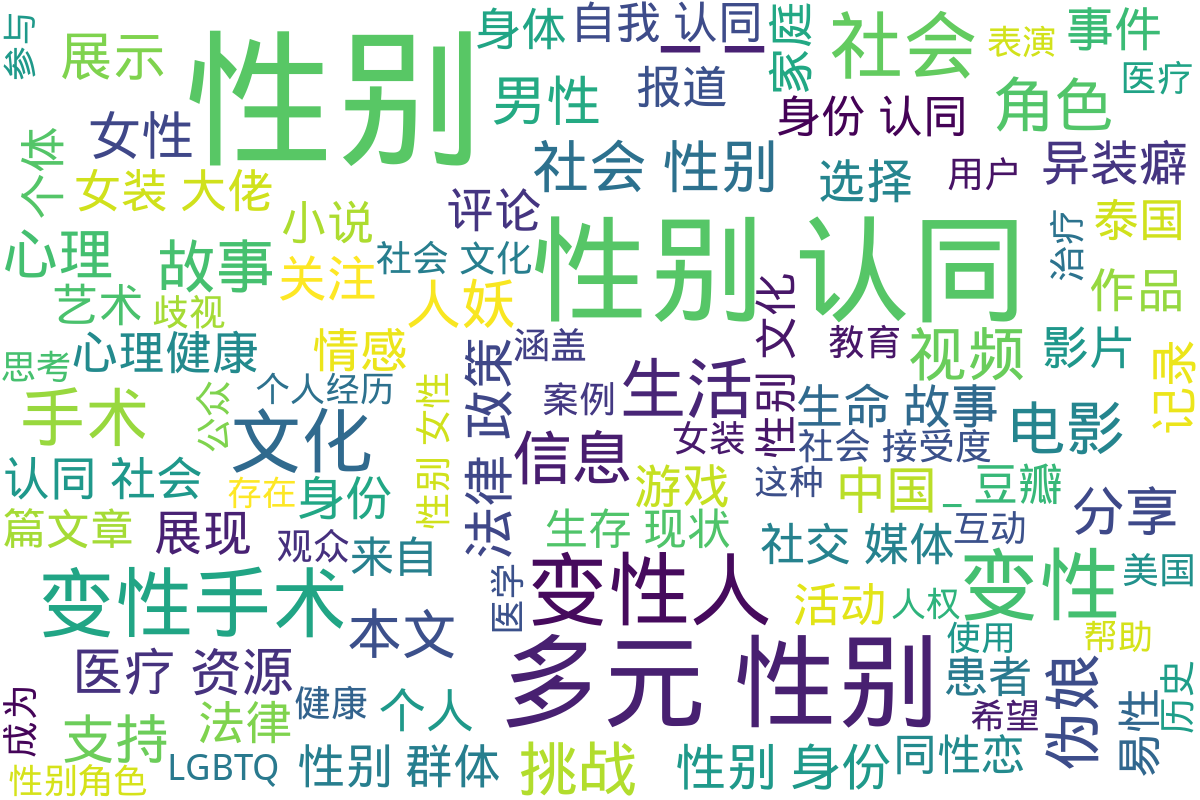 参与
展示
性别
身体
自我 认同
一 一
家庭
社会
表演
事件
医疗
报道
男性
角色
身份 认同
女性
个体
女装 大佬
社会 性别
选择
用户
异装癖
评论
小说
泰国
治疗
心理
故事
关注
社会 文化
性别 认同
作品
艺术
歧视
人妖
文化
教育
视频
影片
记录
思考
心理健康
情感
政策
涵盖
个人经历
公众
性别 女性
案例
生活
性别
生命 故事
电影
手术
文化
信息
女装
社会 接受度
认同 社会
存在
身份
法律
游戏
这种
中国 _
豆瓣
分享
篇文章
展现
观众
来自
生存 现状
社交 媒体
互动
变性手术
本文
医学
变性人
活动
人权
变性
美国
医疗 资源
多元 性别
使用
帮助
患者
伪娘
易性
历史
成为
支持
法律
健康
个人
希望
性别角色
LGBTQ
性别 群体
挑战
性别 身份
同性恋